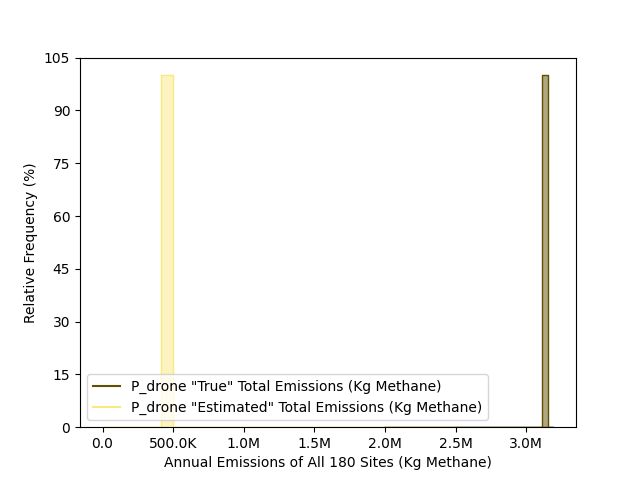 105
90
75
60
45
30
15
0
Relative Frequency (%)
P_drone "True" Total Emissions (Kg Methane)
P_drone "Estimated" Total Emissions (Kg Methane)
0.0 500.0K 1.0M 1.5M 2.0M 2.5M 3.0M
Annual Emissions of All 180 Sites (Kg Methane)